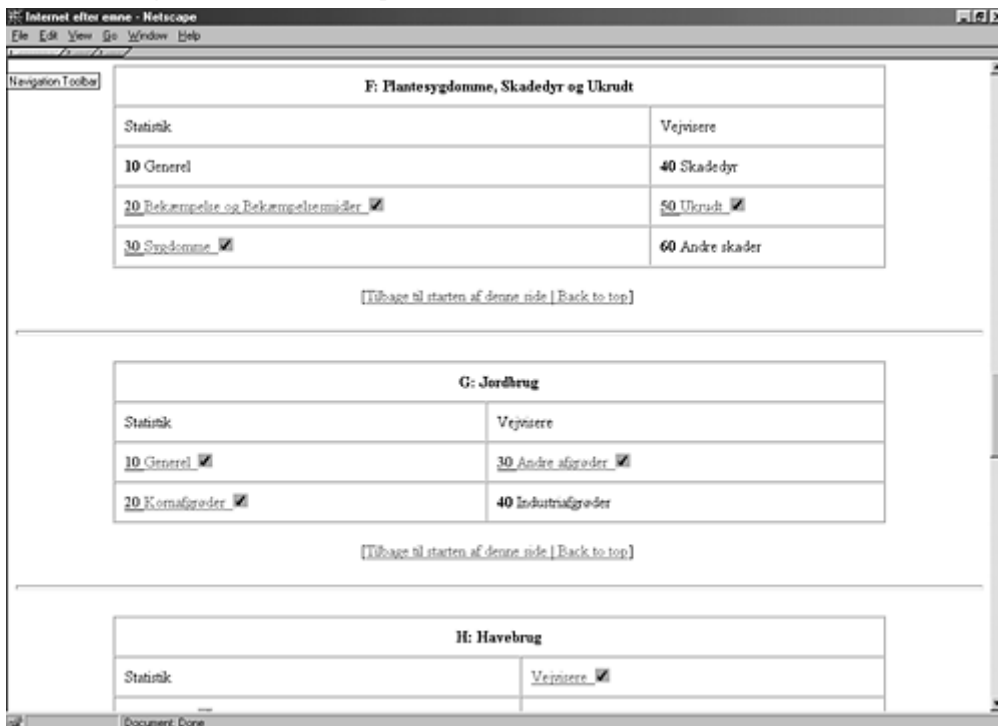 Internet efter emne - Netscape
File Edit View Go Window Help
Navigation Toolbar
F: Plantesygdomme, Skadedyr og Ukrudt
Statistik Vejvisere
10 Generel 40 Skadedyr
20 Bekæmpelse og Bekæmpelsesmidler 50 Ukrudt
30 Sygdomme 60 Andre skader
[Tilbage til starten af denne side | Back to top]
G: Jordbrug
Statistik Vejvisere
10 Generel 30 Andre afgrøder
20 Kornafgrøder 40 Industriafgrøder
[Tilbage til starten af denne side | Back to top]
H: Havebrug
Statistik Vejvisere
Document: Done